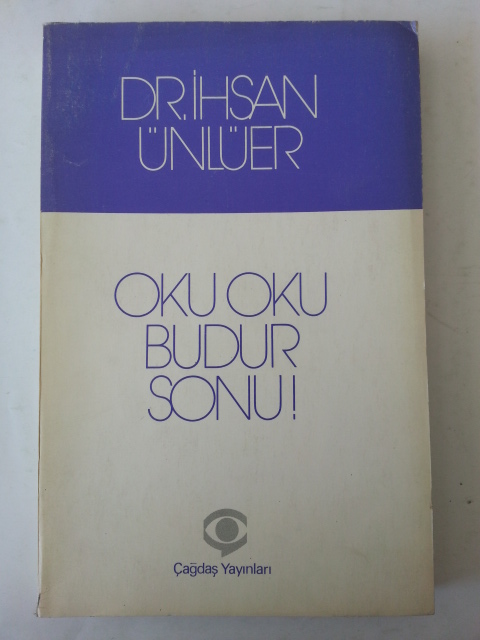 DR. İHSAN
ÜNLÜER
OKU OKU
BUDUR
SONU!
Çağdaş Yayınları